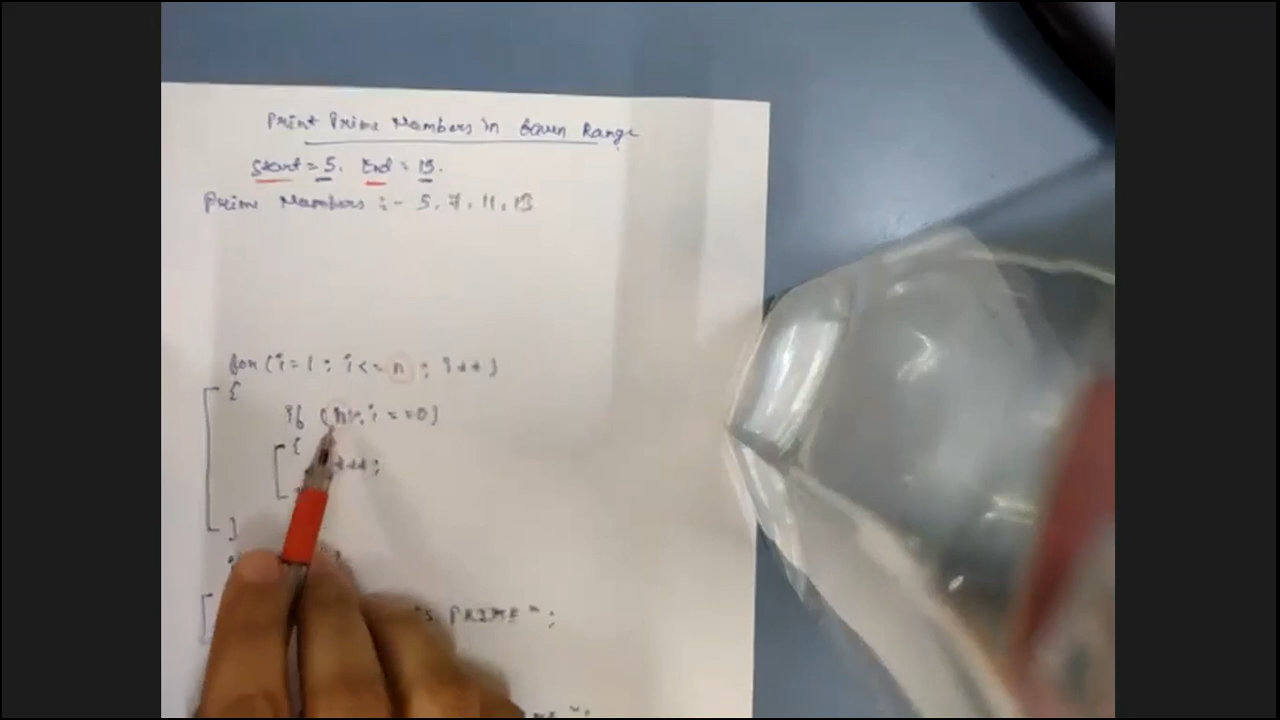 Print Prime Numbers in Given Range
Start = 5. End = 13.
Prime Numbers :- 5, 7, 11, 13
for (i=1 ; i<=n ; i++)
{
if (n%i ==0)
{
++;
}
PRIME";
";